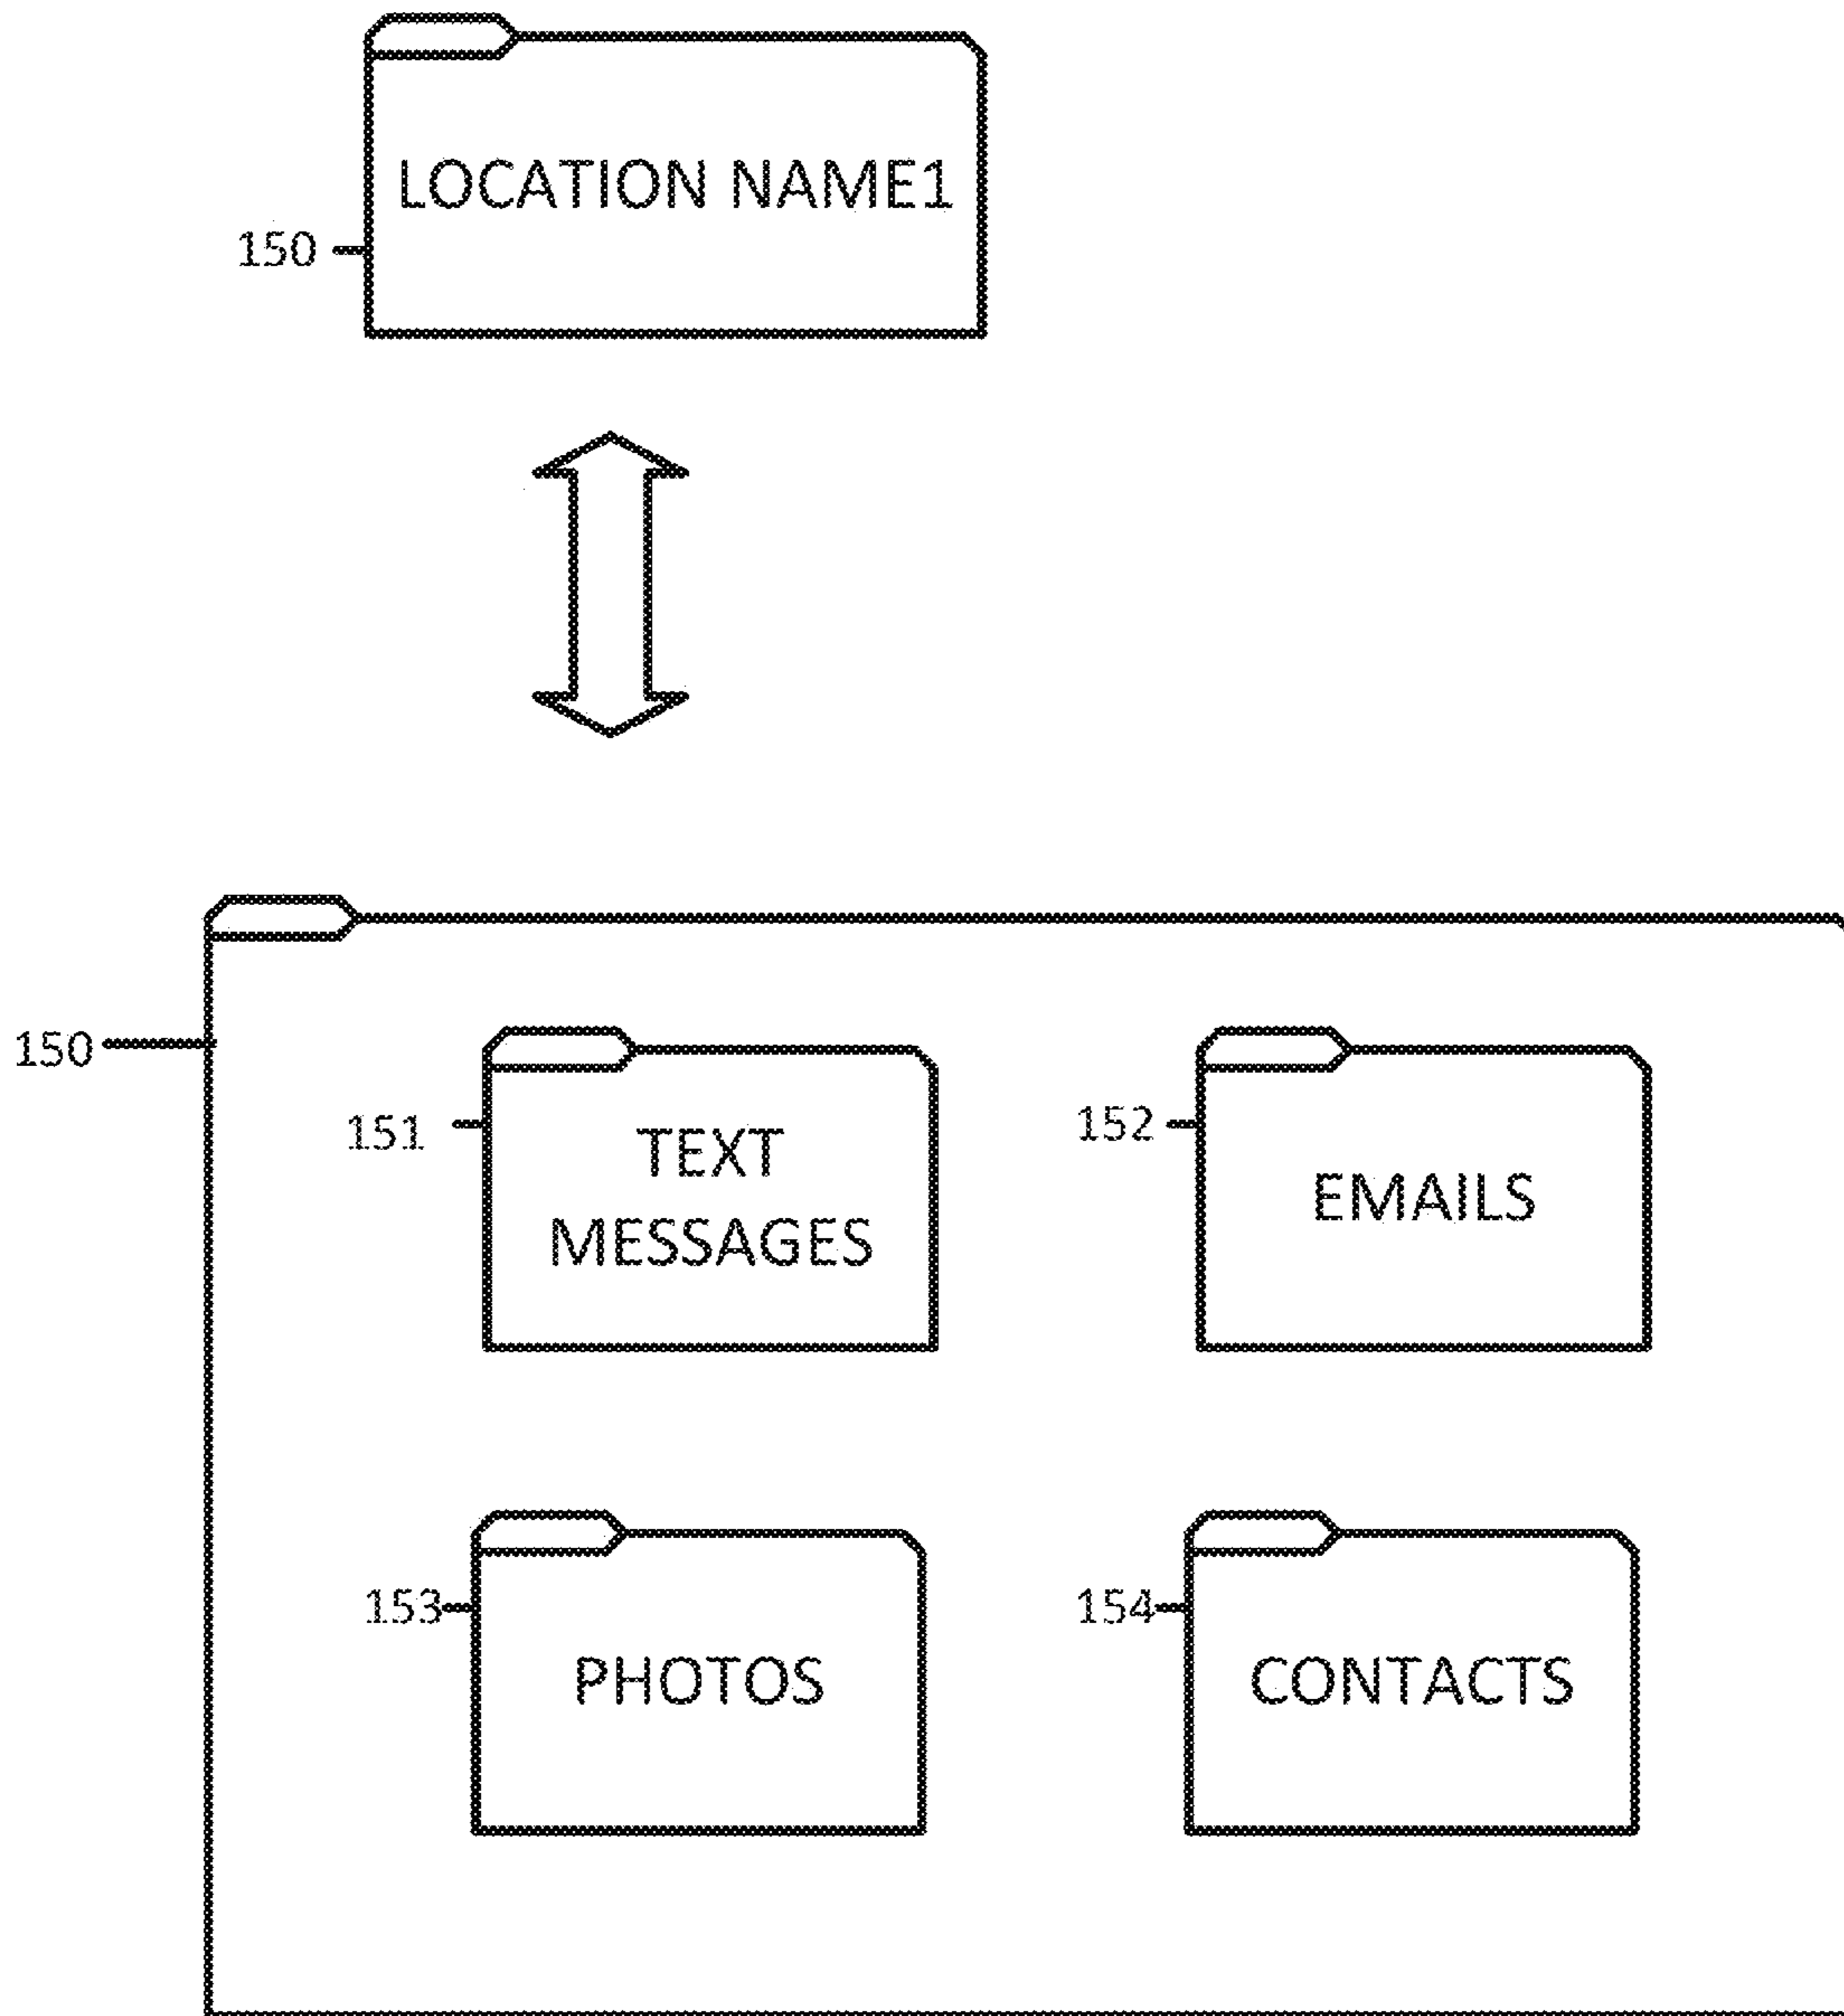 LOCATION NAME1
150
150
151
TEXT
MESSAGES
152
EMAILS
153
PHOTOS
154
CONTACTS